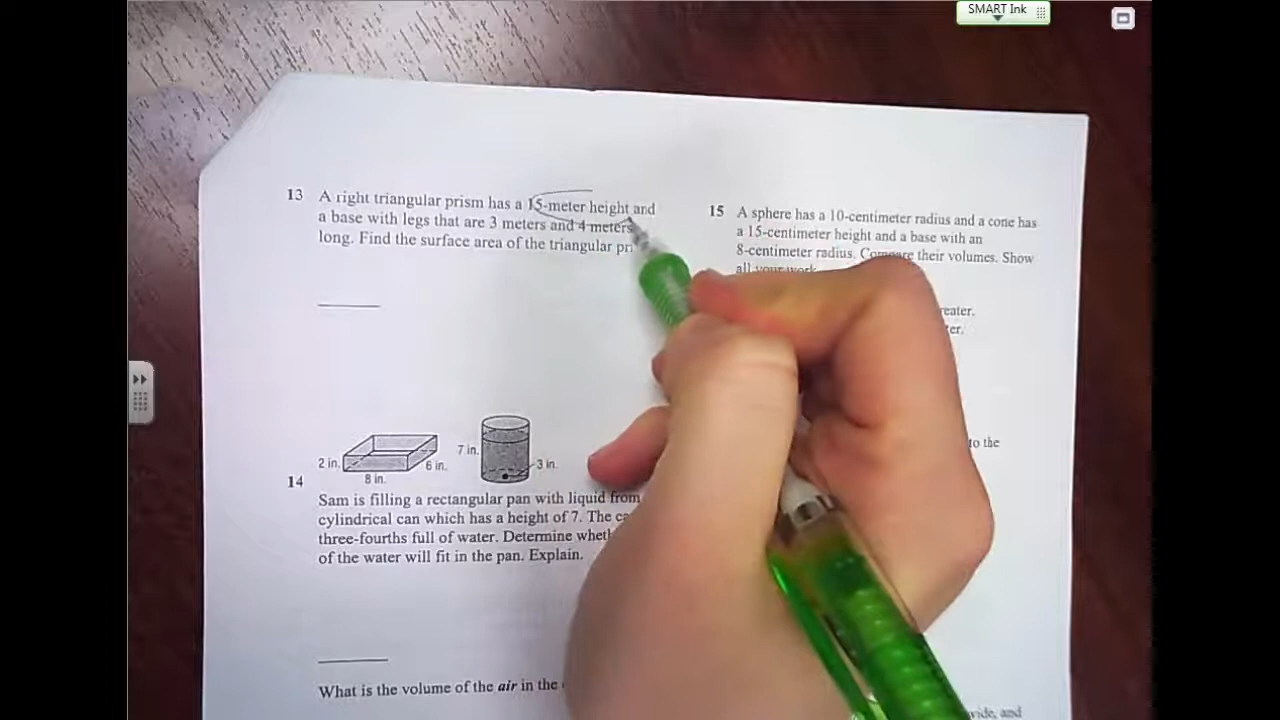 SMART Ink
13 A right triangular prism has a 15-meter height and
a base with legs that are 3 meters and 4 meters
long. Find the surface area of the triangular
2 in.
8 in.
6 in.
7 in.
3 in.
14
Sam is filling a rectangular pan with liquid from
cylindrical can which has a height of 7. The
three-fourths full of water. Determine
of the water will fit in the pan. Explain.
What is the volume of the air in the
15 A sphere has a 10-centimeter radius and a cone has
a 15-centimeter height and a base with an
8-centimeter radius. Compare their volumes. Show
all your work.
to the
and